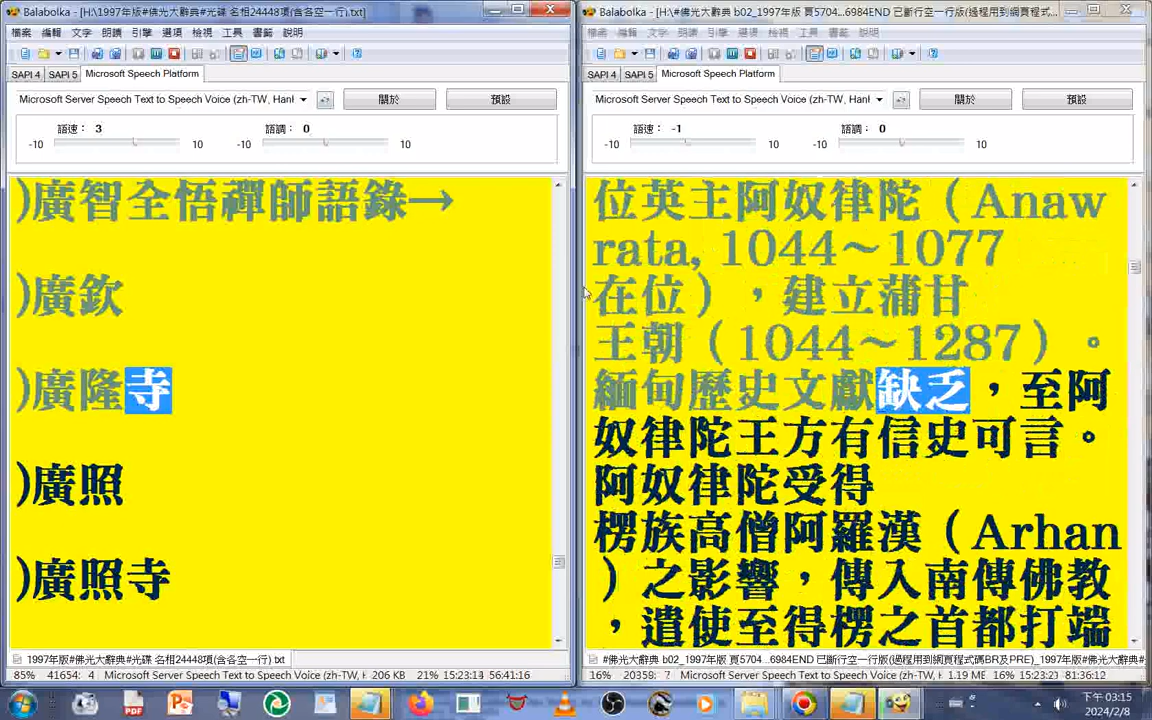 Balabolka - [H:\1997年版#佛光大辭典#光碟 名相24448項(含各空一行).txt]
檔案 編輯 文字 朗讀 引擎 選項 檢視 工具 書籤 說明
SAPI 4 SAPI 5 Microsoft Speech Platform
Microsoft Server Speech Text to Speech Voice (zh-TW, Hanl
關於
預設
語速： 3
語調： 0
-10 10 -10 10
)廣智全悟禪師語錄→
)廣欽
)廣隆寺
)廣照
)廣照寺
1997年版#佛光大辭典#光碟 名相24448項(含各空一行).txt
85% 41654: 4 Microsoft Server Speech Text to Speech Voice (zh-TW, 206 KB 21% 15:23:14 56:41:16
Balabolka - [H:\#佛光大辭典 b02_1997年版 頁5704...6984END 已斷行空一行版(過程用到網頁程式...
檔案 編輯 文字 朗讀 引擎 選項 檢視 工具 書籤 說明
SAPI 4 SAPI 5 Microsoft Speech Platform
Microsoft Server Speech Text to Speech Voice (zh-TW, Hanl
關於
預設
語速： -1
語調： 0
-10 10 -10 10
位英主阿奴律陀（Anaw
rata, 1044～1077
在位），建立蒲甘
王朝（1044～1287）。
緬甸歷史文獻缺乏，至阿
奴律陀王方有信史可言。
阿奴律陀受得
楞族高僧阿羅漢（Arhan
）之影響，傳入南傳佛教
，遣使至得楞之首都打端
#佛光大辭典 b02_1997年版 頁5704...6984END 已斷行空一行版(過程用到網頁程式碼BR及PRE)_1997年版#佛光大辭典#
16% 20359: ? Microsoft Server Speech Text to Speech Voice (zh-TW, 1.19 ME 16% 15:23:23 81:36:12
下午 03:15
2024/2/8